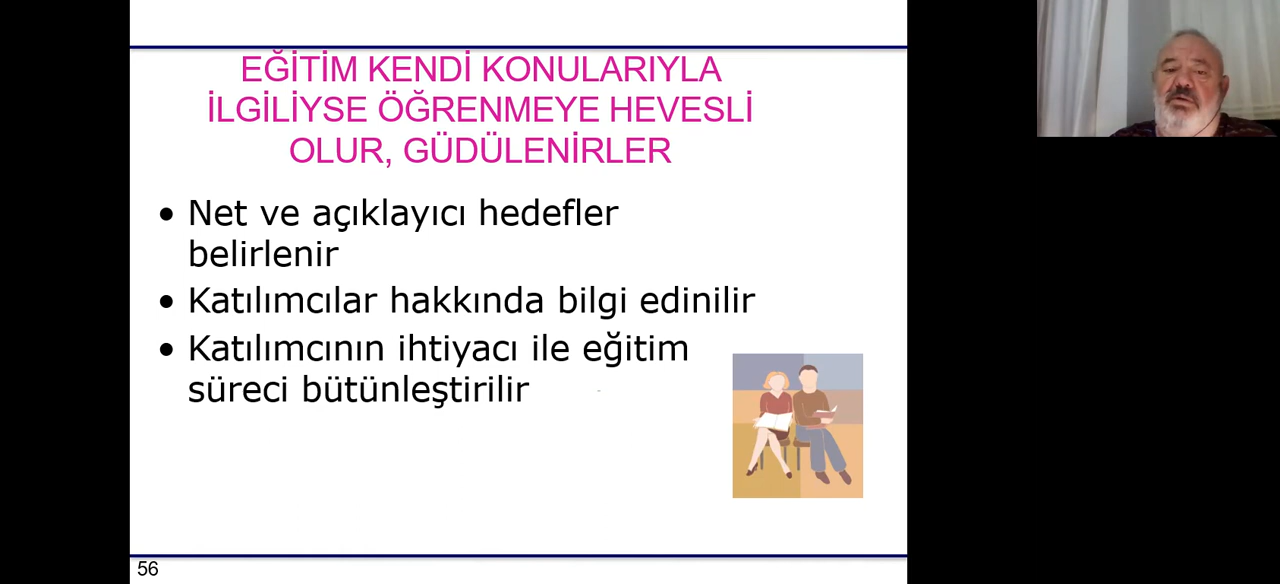 EĞİTİM KENDİ KONULARIYLA
İLGİLİYSE ÖĞRENMEYE HEVESLİ
OLUR, GÜDÜLENİRLER
• Net ve açıklayıcı hedefler
belirlenir
• Katılımcılar hakkında bilgi edinilir
• Katılımcının ihtiyacı ile eğitim
süreci bütünleştirilir
56